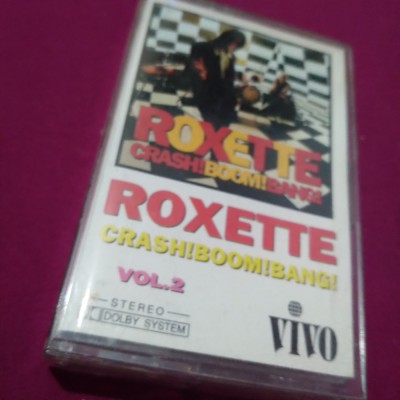 ROXETTE
CRASH!BOOM!BANG!
ROXETTE
CRASH!BOOM!BANG!
VOL.2
STEREO
DOLBY SYSTEM
VIVO